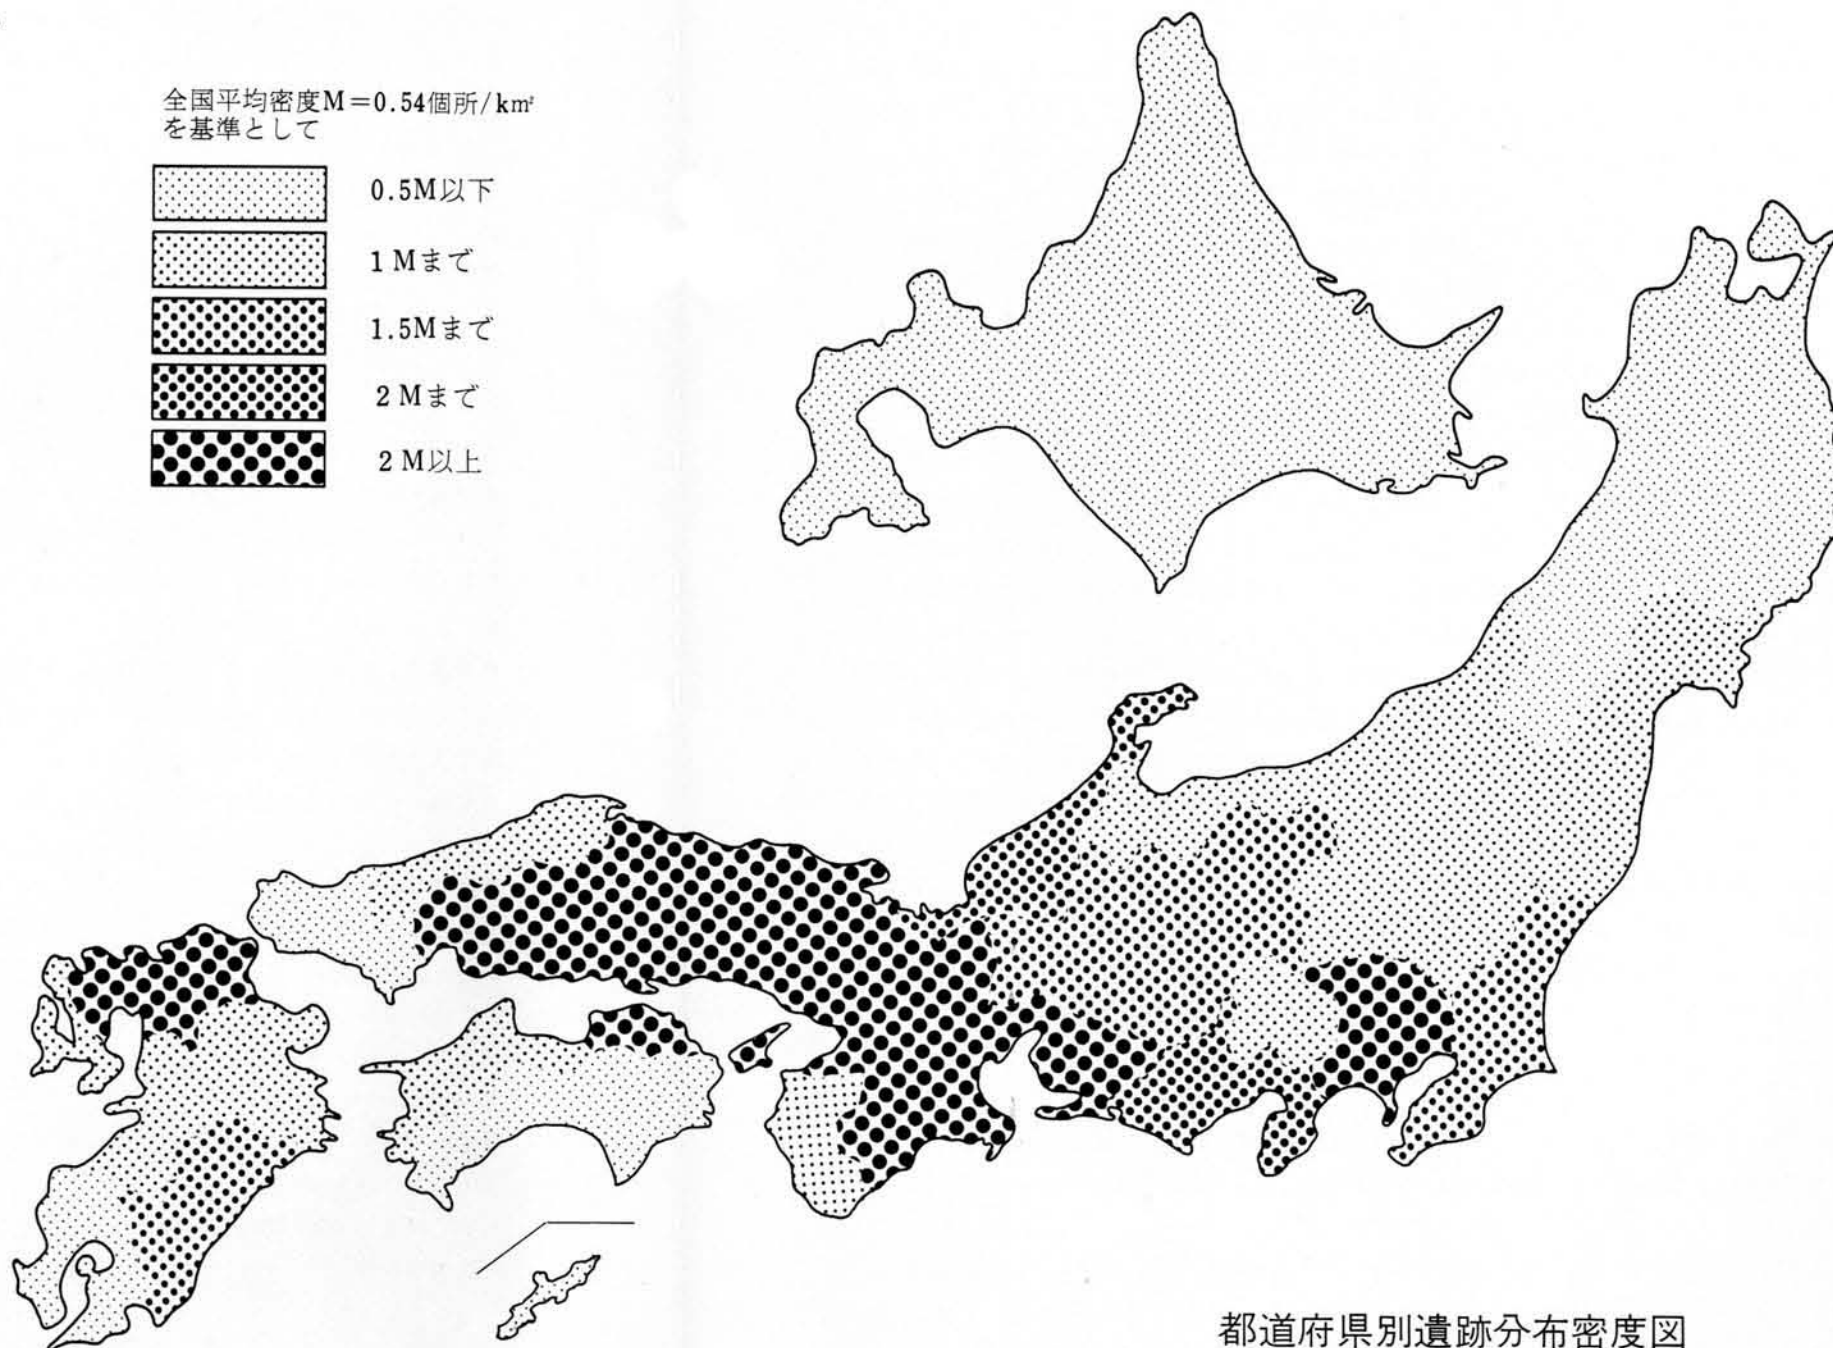 全国平均密度M=0.54個所/km²
を基準として
0.5M以下
1Mまで
1.5Mまで
2Mまで
2M以上
都道府県別遺跡分布密度図